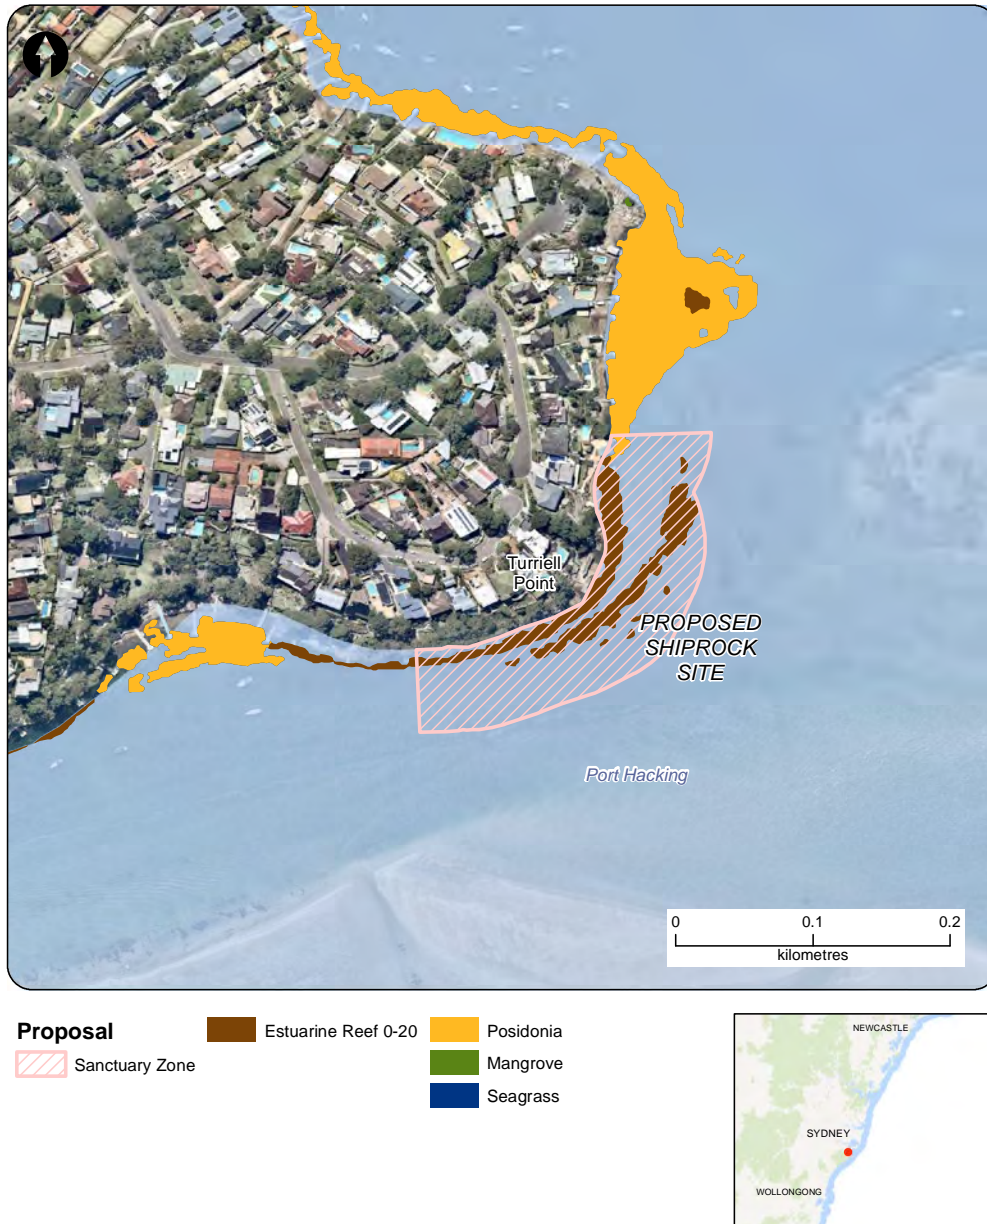 Turriell
Point
PROPOSED
SHIPROCK
SITE
Port Hacking
0 0.1 0.2
kilometres
Proposal
Sanctuary Zone
Estuarine Reef 0-20
Posidonia
Mangrove
Seagrass
NEWCASTLE
SYDNEY
WOLLONGONG